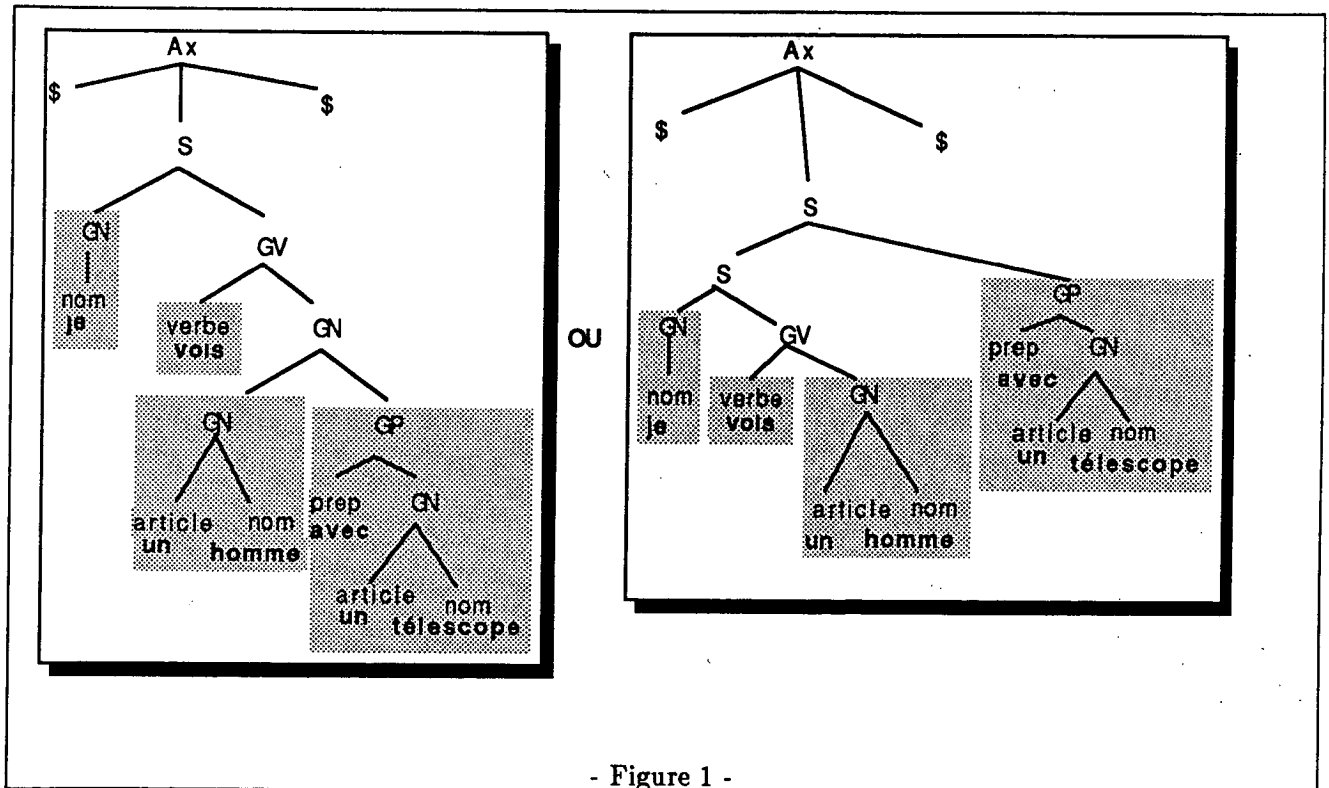 Ax
$ $
S
GN GV
nom
je
verbe GN
vois
GN GP
article nom
un homme
prep GN
avec
article nom
un télescope
OU
Ax
$ $
S
S GP
GN GV
nom
je
verbe GN
vois
article nom
un homme
prep GN
avec
article nom
un télescope
- Figure 1 -